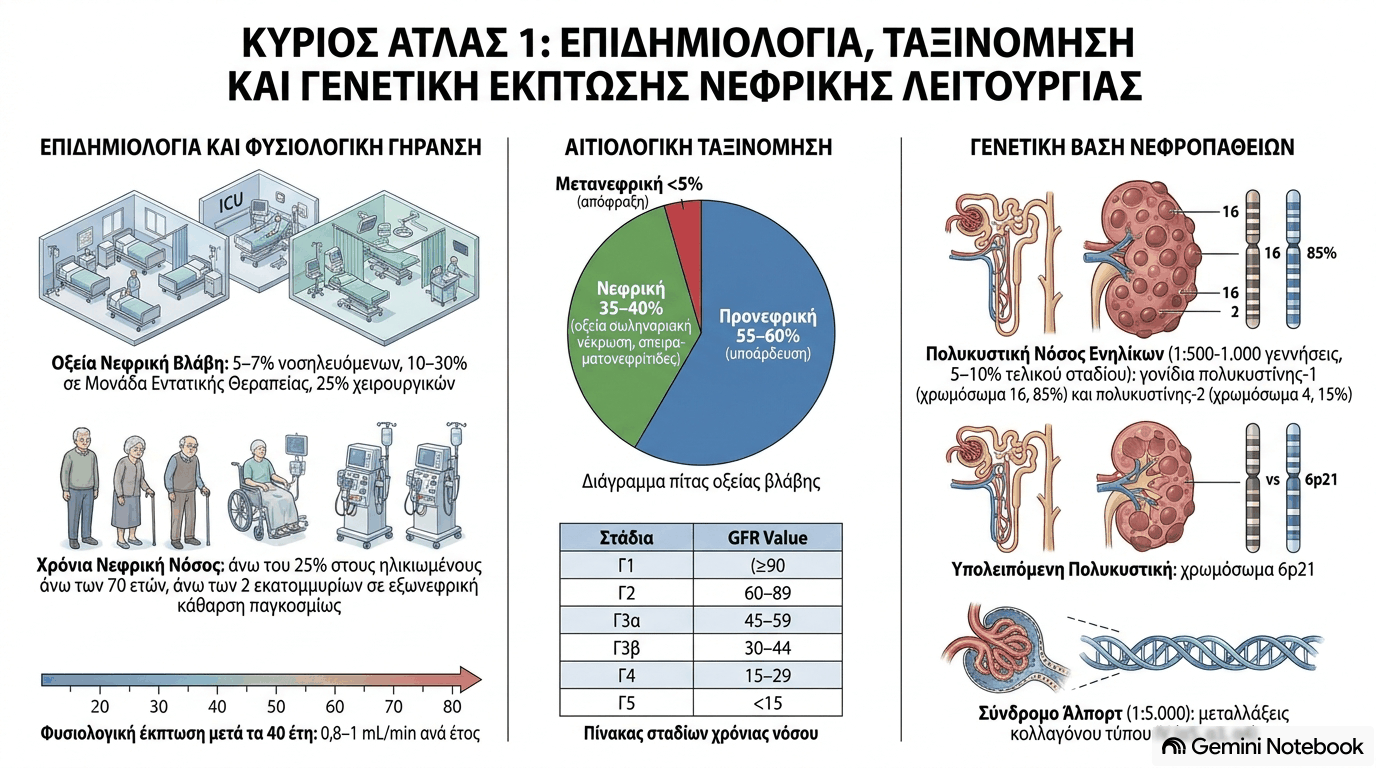 ΚΥΡΙΟΣ ΑΤΛΑΣ 1: ΕΠΙΔΗΜΙΟΛΟΓΙΑ, ΤΑΞΙΝΟΜΗΣΗ
ΚΑΙ ΓΕΝΕΤΙΚΗ ΕΚΠΤΩΣΗΣ ΝΕΦΡΙΚΗΣ ΛΕΙΤΟΥΡΓΙΑΣ
ΕΠΙΔΗΜΙΟΛΟΓΙΑ ΚΑΙ ΦΥΣΙΟΛΟΓΙΚΗ ΓΗΡΑΝΣΗ
ICU
Οξεία Νεφρική Βλάβη: 5–7% νοσηλευόμενων, 10–30%
σε Μονάδα Εντατικής Θεραπείας, 25% χειρουργικών
Χρόνια Νεφρική Νόσος: άνω του 25% στους ηλικιωμένους
άνω των 70 ετών, άνω των 2 εκατομμυρίων σε εξωνεφρική
κάθαρση παγκοσμίως
20 30 40 50 60 70 80
Φυσιολογική έκπτωση μετά τα 40 έτη: 0,8–1 mL/min ανά έτος
ΑΙΤΙΟΛΟΓΙΚΗ ΤΑΞΙΝΟΜΗΣΗ
Μετανεφρική <5%
(απόφραξη)
Νεφρική
35–40%
(οξεία σωληναριακή
νέκρωση, σπειρα-
ματονεφρίτιδες)
Προνεφρική
55–60%
(υποάρδευση)
Διάγραμμα πίτας οξείας βλάβης
Στάδια GFR Value
Γ1 (≥90
Γ2 60–89
Γ3α 45–59
Γ3β 30–44
Γ4 15–29
Γ5 <15
Πίνακας σταδίων χρόνιας νόσου
ΓΕΝΕΤΙΚΗ ΒΑΣΗ ΝΕΦΡΟΠΑΘΕΙΩΝ
16
16 85%
16
2
Πολυκυστική Νόσος Ενηλίκων (1:500-1.000 γεννήσεις,
5–10% τελικού σταδίου): γονίδια πολυκυστίνης-1
(χρωμόσωμα 16, 85%) και πολυκυστίνης-2 (χρωμόσωμα 4, 15%)
vs 6p21
Υπολειπόμενη Πολυκυστική: χρωμόσωμα 6p21
Σύνδρομο Άλπορτ (1:5.000): μεταλλάξεις
κολλαγόνου τύπου
Gemini Notebook